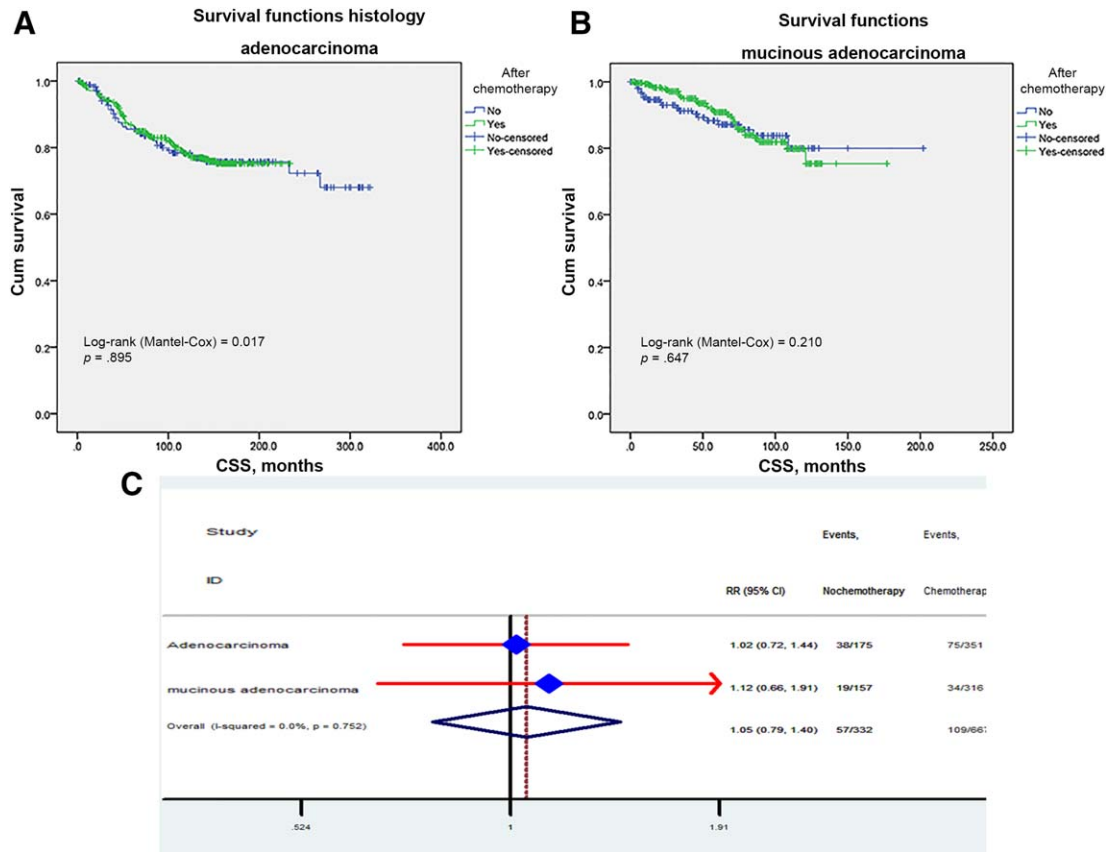 A
Survival functions histology
adenocarcinoma
Cum survival
1.0
0.8
0.6
0.4
0.2
0.0
Log-rank (Mantel-Cox) = 0.017
p = .895
.0 100.0 200.0 300.0 400.0
CSS, months
After
chemotherapy
No
Yes
No-censored
Yes-censored
B
Survival functions
mucinous adenocarcinoma
Cum survival
1.0
0.8
0.6
0.4
0.2
0.0
Log-rank (Mantel-Cox) = 0.210
p = .647
.0 50.0 100.0 150.0 200.0 250.0
CSS, months
After
chemotherapy
No
Yes
No-censored
Yes-censored
C
Study Events, Events,
ID RR (95% CI) Nochemotherapy Chemotherap
Adenocarcinoma 1.02 (0.72, 1.44) 38/175 75/351
mucinous adenocarcinoma 1.12 (0.66, 1.91) 19/157 34/316
Overall (I-squared = 0.0%, p = 0.752) 1.05 (0.79, 1.40) 57/332 109/667
.524 1 1.91